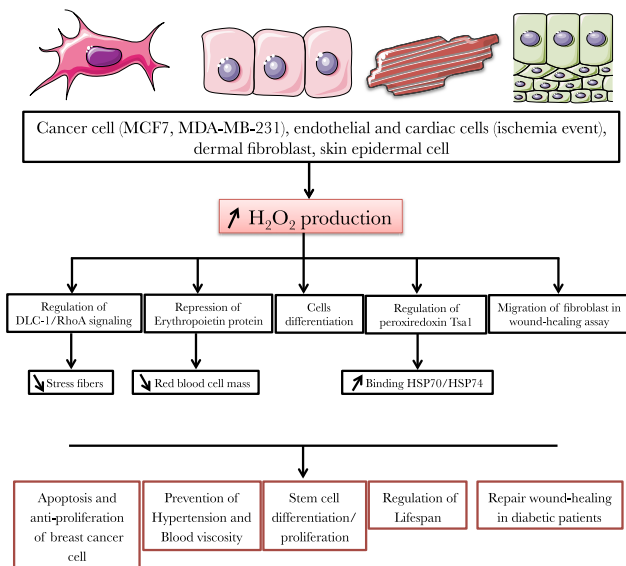 Cancer cell (MCF7, MDA-MB-231), endothelial and cardiac cells (ischemia event),
dermal fibroblast, skin epidermal cell
H₂O₂ production
Regulation of
DLC-1/RhoA signaling
Repression of
Erythropoietin protein
Cells
differentiation
Regulation of
peroxiredoxin Tsa1
Migration of fibroblast in
wound-healing assay
Stress fibers
Red blood cell mass
Binding HSP70/HSP74
Apoptosis and
anti-proliferation
of breast cancer
cell
Prevention of
Hypertension and
Blood viscosity
Stem cell
differentiation/
proliferation
Regulation of
Lifespan
Repair wound-healing
in diabetic patients